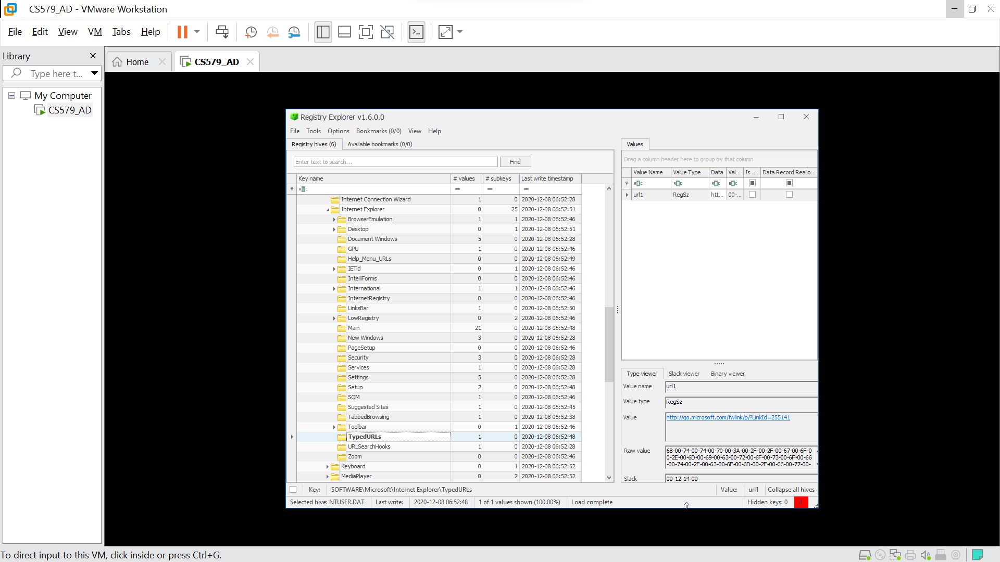 CS579_AD - VMware Workstation
File Edit View VM Tabs Help
Library
Type here t...
My Computer
CS579_AD
Home
CS579_AD
Registry Explorer v1.6.0.0
File Tools Options Bookmarks (0/0) View Help
Registry hives (6) Available bookmarks (0/0)
Enter text to search... Find
Key name # values # subkeys Last write timestamp
= = =
Internet Connection Wizard 1 0 2020-12-08 06:52:28
Internet Explorer 0 25 2020-12-08 06:52:51
BrowserEmulation 1 1 2020-12-08 06:52:46
Desktop 0 1 2020-12-08 06:52:51
Document Windows 5 0 2020-12-08 06:52:28
GPU 1 0 2020-12-08 06:52:46
Help_Menu_URLs 0 0 2020-12-08 06:52:49
IETld 0 1 2020-12-08 06:52:46
IntelliForms 0 0 2020-12-08 06:52:46
International 1 1 2020-12-08 06:52:46
InternetRegistry 0 0 2020-12-08 06:52:46
LinksBar 1 0 2020-12-08 06:52:50
LowRegistry 0 2 2020-12-08 06:52:46
Main 21 0 2020-12-08 06:52:48
New Windows 3 0 2020-12-08 06:52:28
PageSetup 0 0 2020-12-08 06:52:46
Security 3 0 2020-12-08 06:52:28
Services 1 0 2020-12-08 06:52:28
Settings 5 0 2020-12-08 06:52:28
Setup 2 0 2020-12-08 06:52:48
SQM 1 0 2020-12-08 06:52:46
Suggested Sites 1 0 2020-12-08 06:52:45
TabbedBrowsing 1 0 2020-12-08 06:52:38
Toolbar 0 1 2020-12-08 06:52:46
TypedURLs 1 0 2020-12-08 06:52:48
URLSearchHooks 1 0 2020-12-08 06:52:28
Zoom 0 0 2020-12-08 06:52:46
Keyboard 0 1 2020-12-08 06:52:52
MediaPlayer 0 2 2020-12-08 06:52:52
Values
Drag a column header here to group by that column
Value Name Value Type Data Val... Is ... Data Record Reallo...
url1 RegSz htt... 00-...
Type viewer Slack viewer Binary viewer
Value name url1
Value type RegSz
Value http://go.microsoft.com/fwlink/p/?LinkId=255141
Raw value 68-00-74-00-74-00-70-00-3A-00-2F-00-2F-00-67-00-6F-0
0-2E-00-6D-00-69-00-63-00-72-00-6F-00-73-00-6F-00-66
-00-74-00-2E-00-63-00-6F-00-6D-00-2F-00-66-00-77-00-
Slack 00-12-14-00
Key: SOFTWARE\Microsoft\Internet Explorer\TypedURLs Value: url1 Collapse all hives
Selected hive: NTUSER.DAT Last write: 2020-12-08 06:52:48 1 of 1 values shown (100.00%) Load complete Hidden keys: 0
To direct input to this VM, click inside or press Ctrl+G.